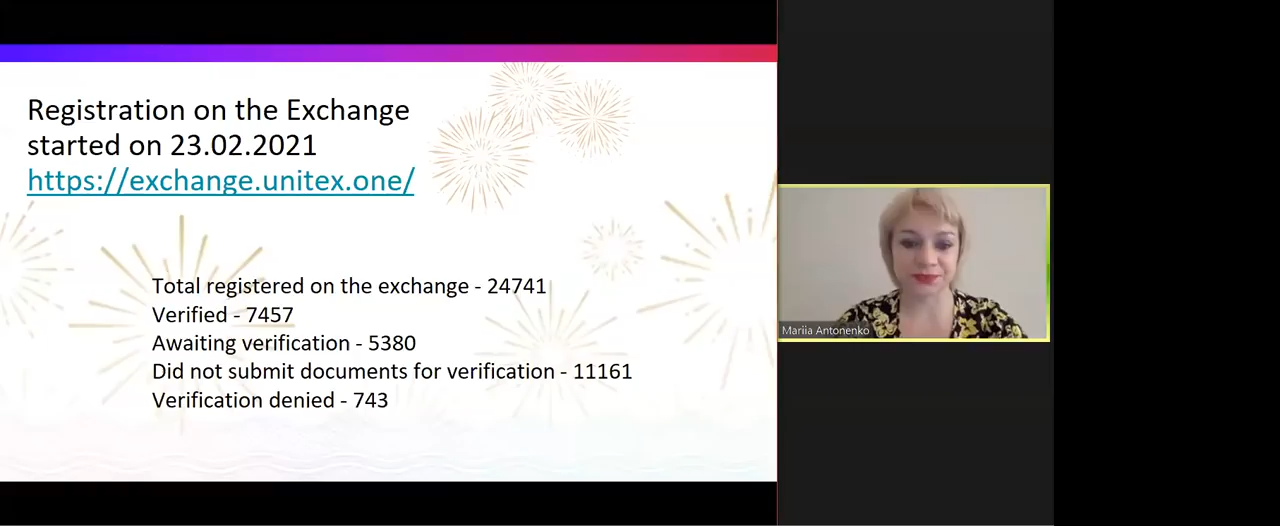 Registration on the Exchange
started on 23.02.2021
https://exchange.unitex.one/
Total registered on the exchange - 24741
Verified - 7457
Awaiting verification - 5380
Did not submit documents for verification - 11161
Verification denied - 743
Mariia Antonenko